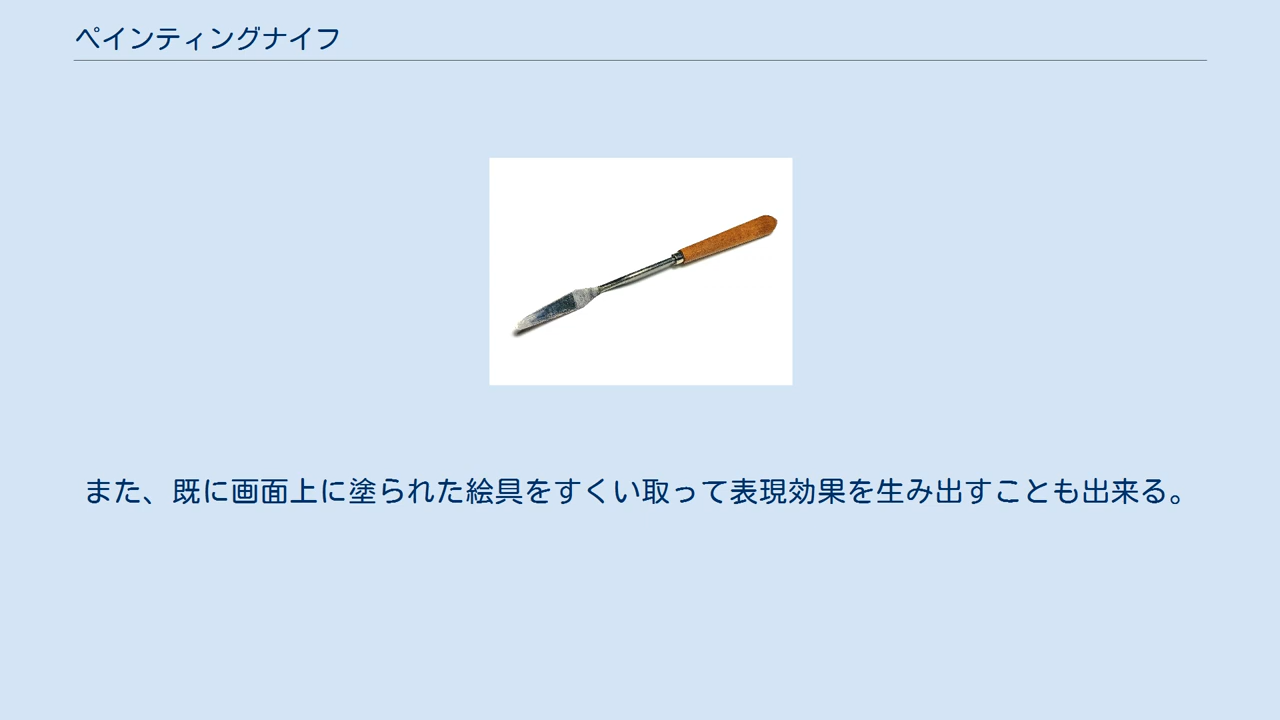 ペインティングナイフ
また、既に画面上に塗られた絵具をすくい取って表現効果を生み出すことも出来る。